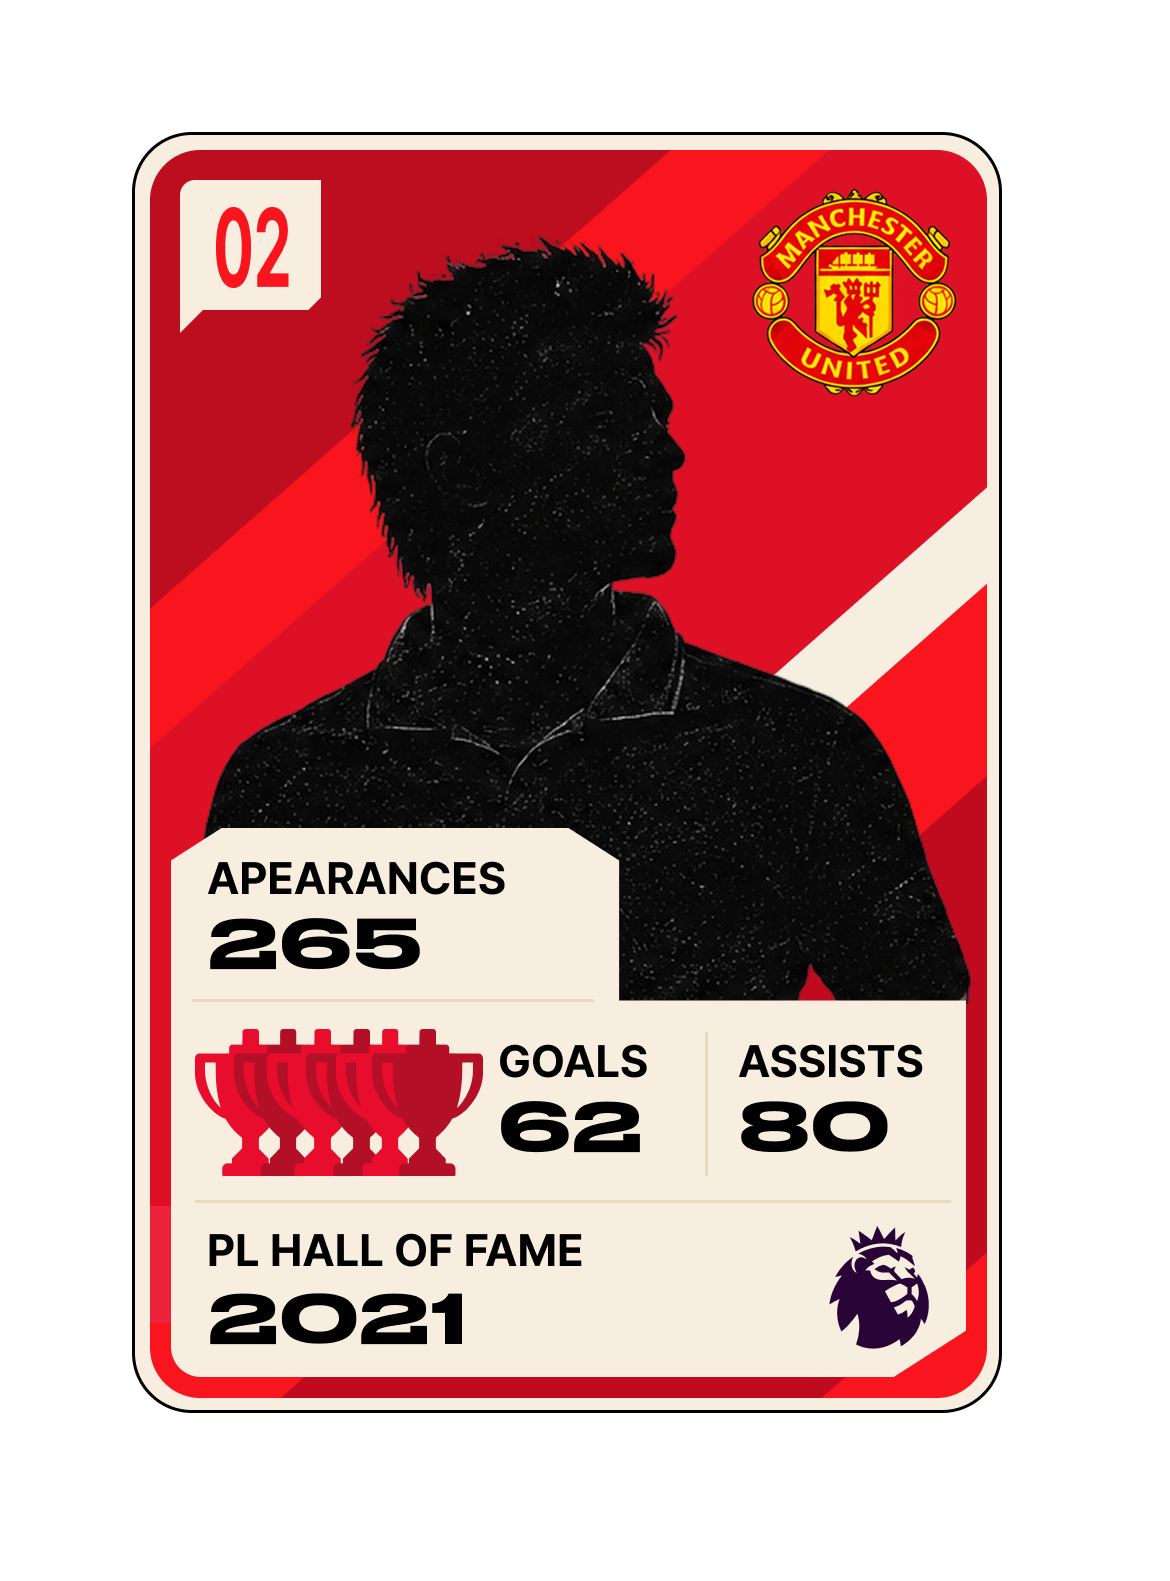 02
MANCHESTER
UNITED
APEARANCES
265
GOALS
62
ASSISTS
80
PL HALL OF FAME
2021